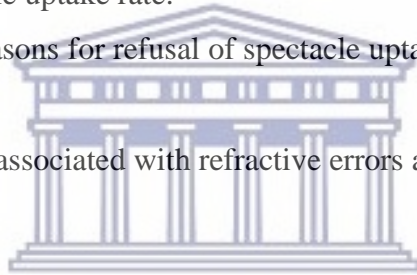 uptake rate.
asons for refusal of spectacle upta
associated with refractive errors a